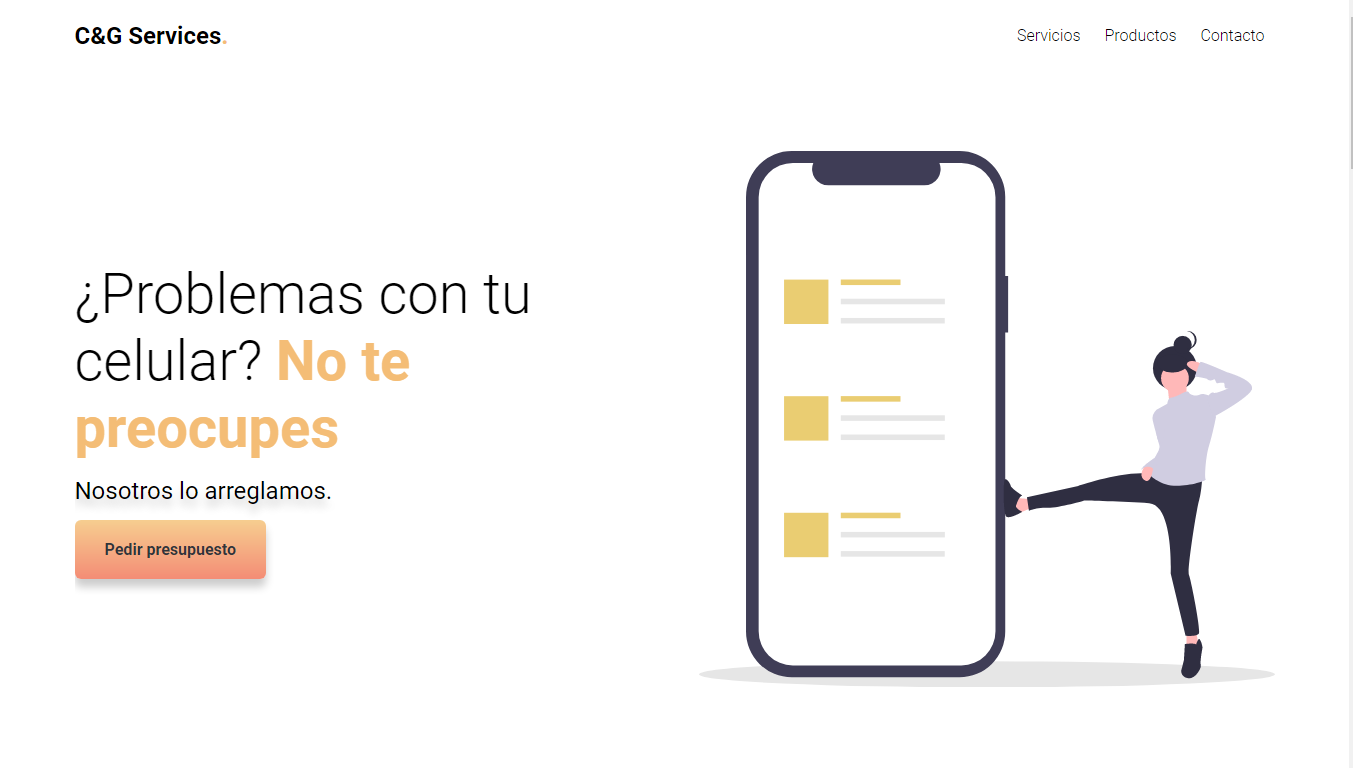 C&G Services.
Servicios Productos Contacto
¿Problemas con tu
celular? No te
preocupes
Nosotros lo arreglamos.
Pedir presupuesto